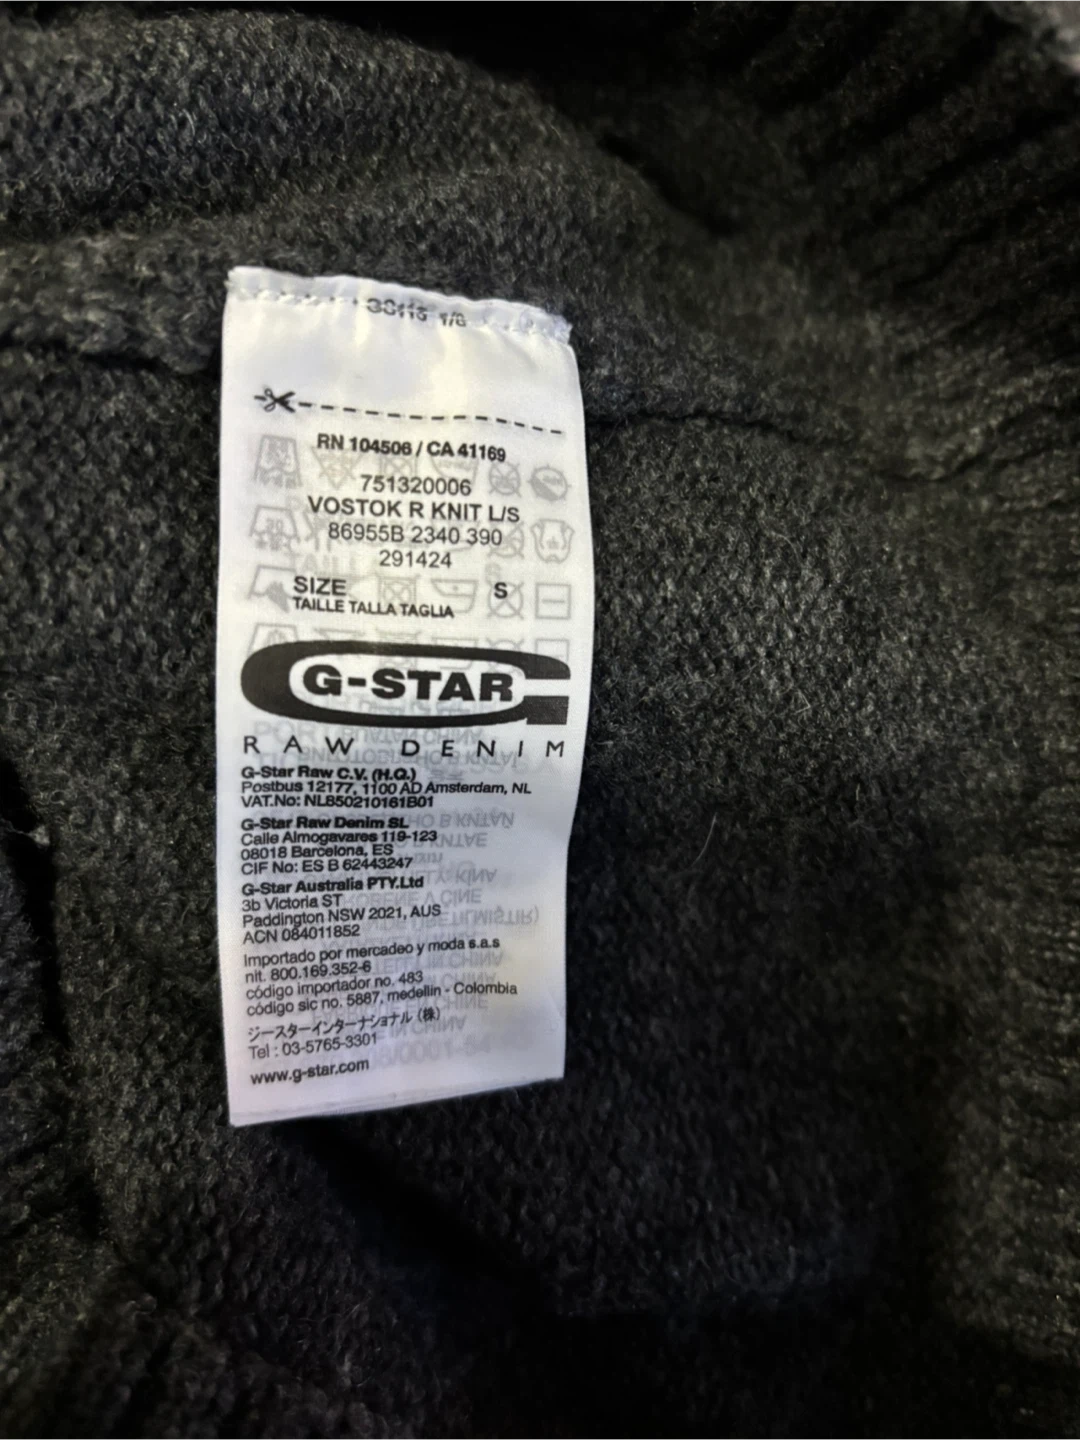 RN 104506 / CA 41169
751320006
VOSTOK R KNIT L/S
86955B 2340 390
291424
SIZE S
TAILLE TALLA TAGLIA
G-STAR
RAW DENIM
G-Star Raw C.V. (H.Q.)
Postbus 12177, 1100 AD Amsterdam, NL
VAT.No: NL850210161B01
G-Star Raw Denim SL
Calle Almogavares 119-123
08018 Barcelona, ES
CIF No: ES B 62443247
G-Star Australia PTY.Ltd
3b Victoria ST
Paddington NSW 2021, AUS
ACN 084011852
Importado por mercadeo y moda s.a.s
nit. 800.169.352-6
código importador no. 483
código sic no. 5887, medellin - Colombia
ジースターインターナショナル (株)
Tel : 03-5765-3301
www.g-star.com